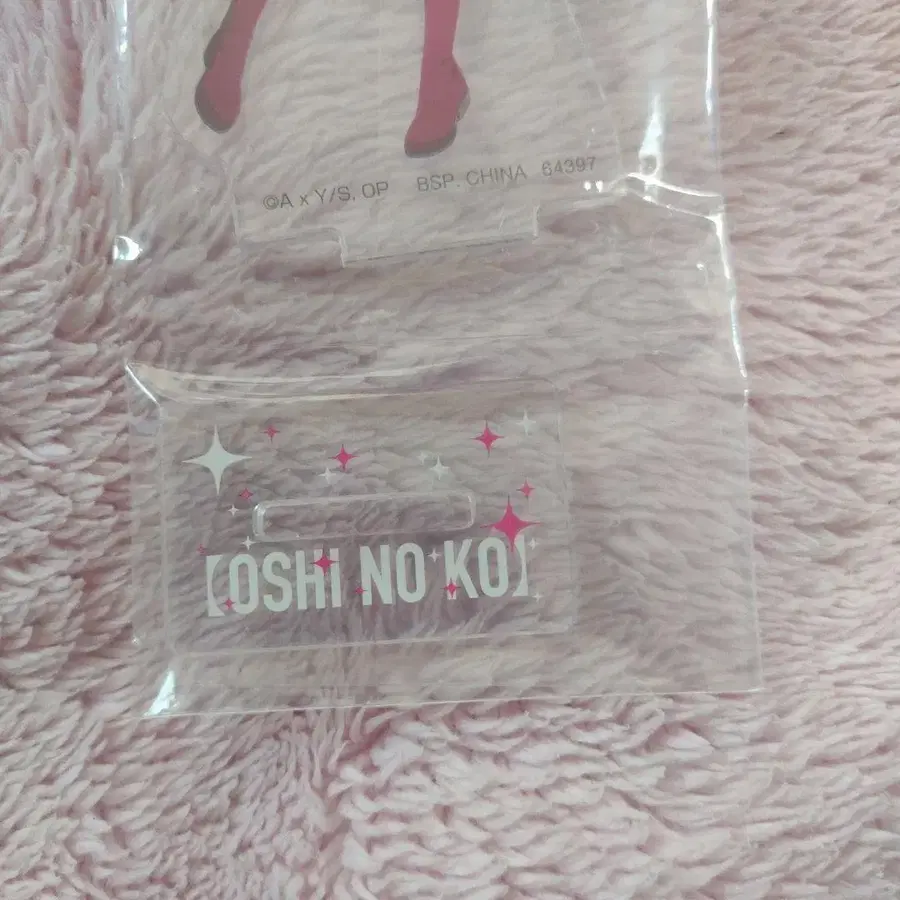 ©A x Y/S, OP BSP. CHINA 64397
【OSHI NO KO】